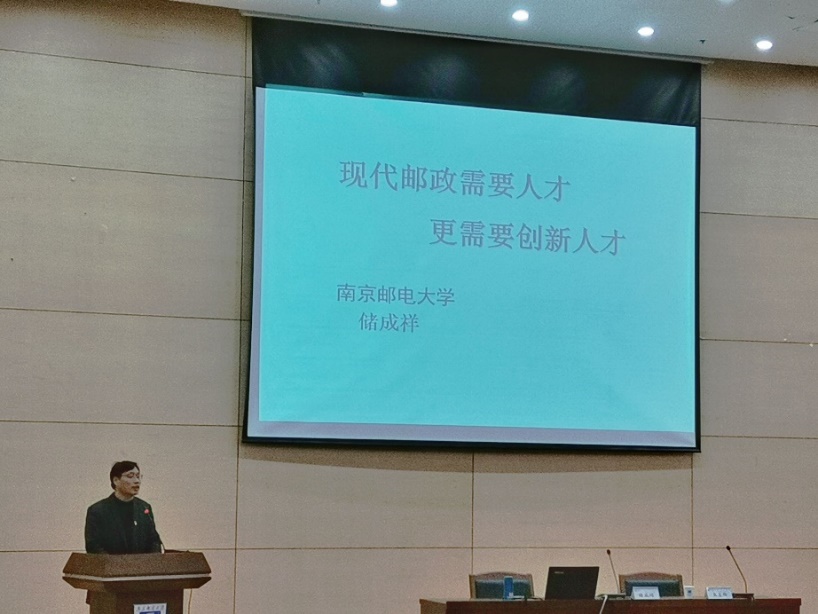 现代邮政需要人才
更需要创新人才
南京邮电大学
储成祥